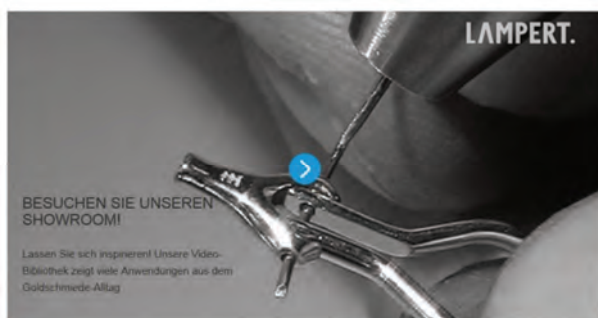 LAMPERT.
BESUCHEN SIE UNSEREN
SHOWROOM!
Lassen Sie sich inspirieren! Unsere Video-
Bibliothek zeigt viele Anwendungen aus dem
Goldschmiede-Alltag